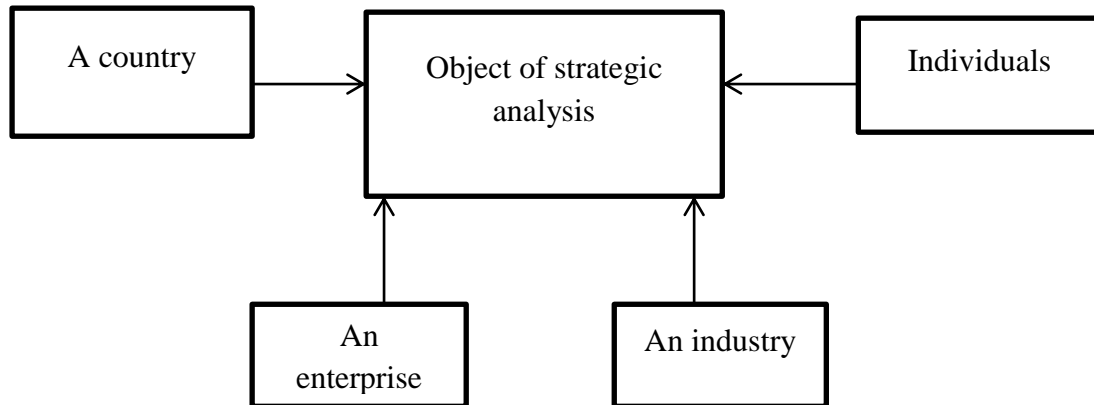 A country
Object of strategic
analysis
Individuals
An
enterprise
An industry